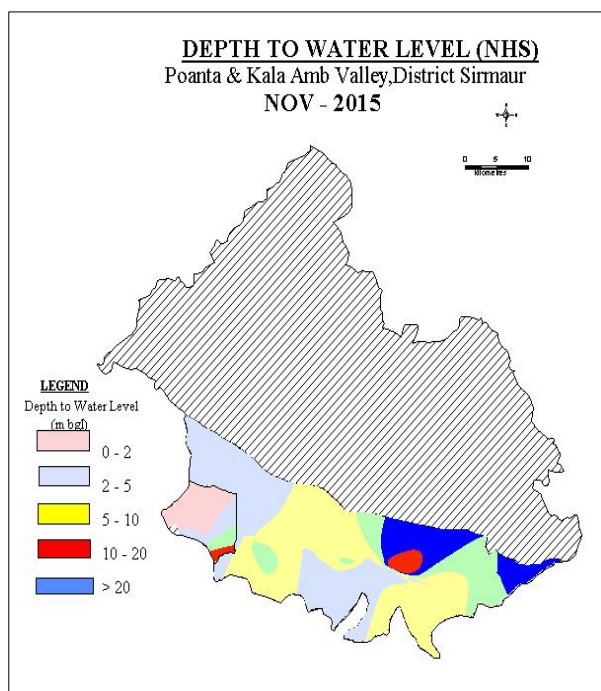 DEPTH TO WATER LEVEL (NHS)
Poanta & Kala Amb Valley,District Sirmaur
NOV - 2015
0 5 10
kilometres
LEGEND
Depth to Water Level
(m bgl)
0 - 2
2 - 5
5 - 10
10 - 20
> 20